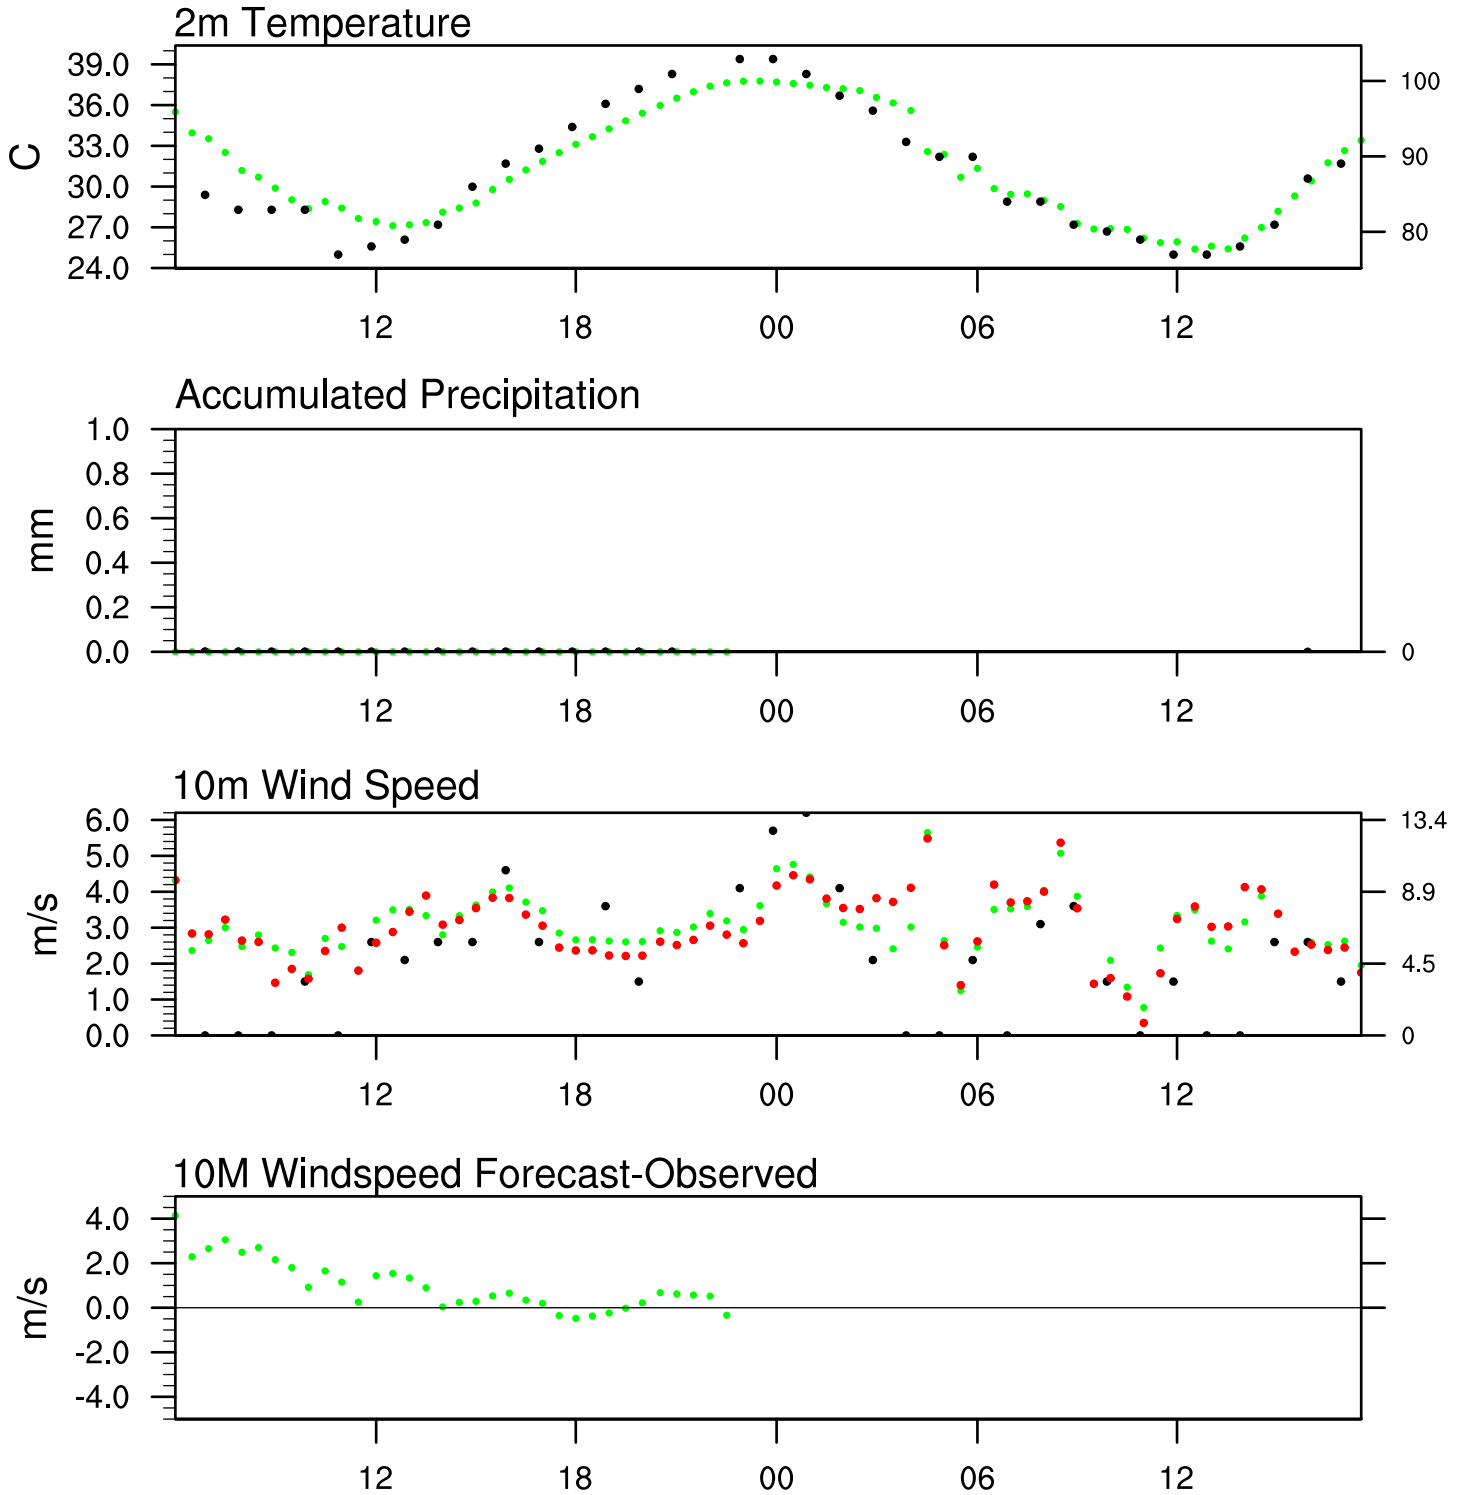 2m Temperature
39.0
36.0
33.0
30.0
27.0
24.0
C
100
90
80
12 18 00 06 12
Accumulated Precipitation
1.0
0.8
0.6
0.4
0.2
0.0
mm
0
12 18 00 06 12
10m Wind Speed
6.0
5.0
4.0
3.0
2.0
1.0
0.0
m/s
13.4
8.9
4.5
0
12 18 00 06 12
10M Windspeed Forecast-Observed
4.0
2.0
0.0
-2.0
-4.0
m/s
12 18 00 06 12